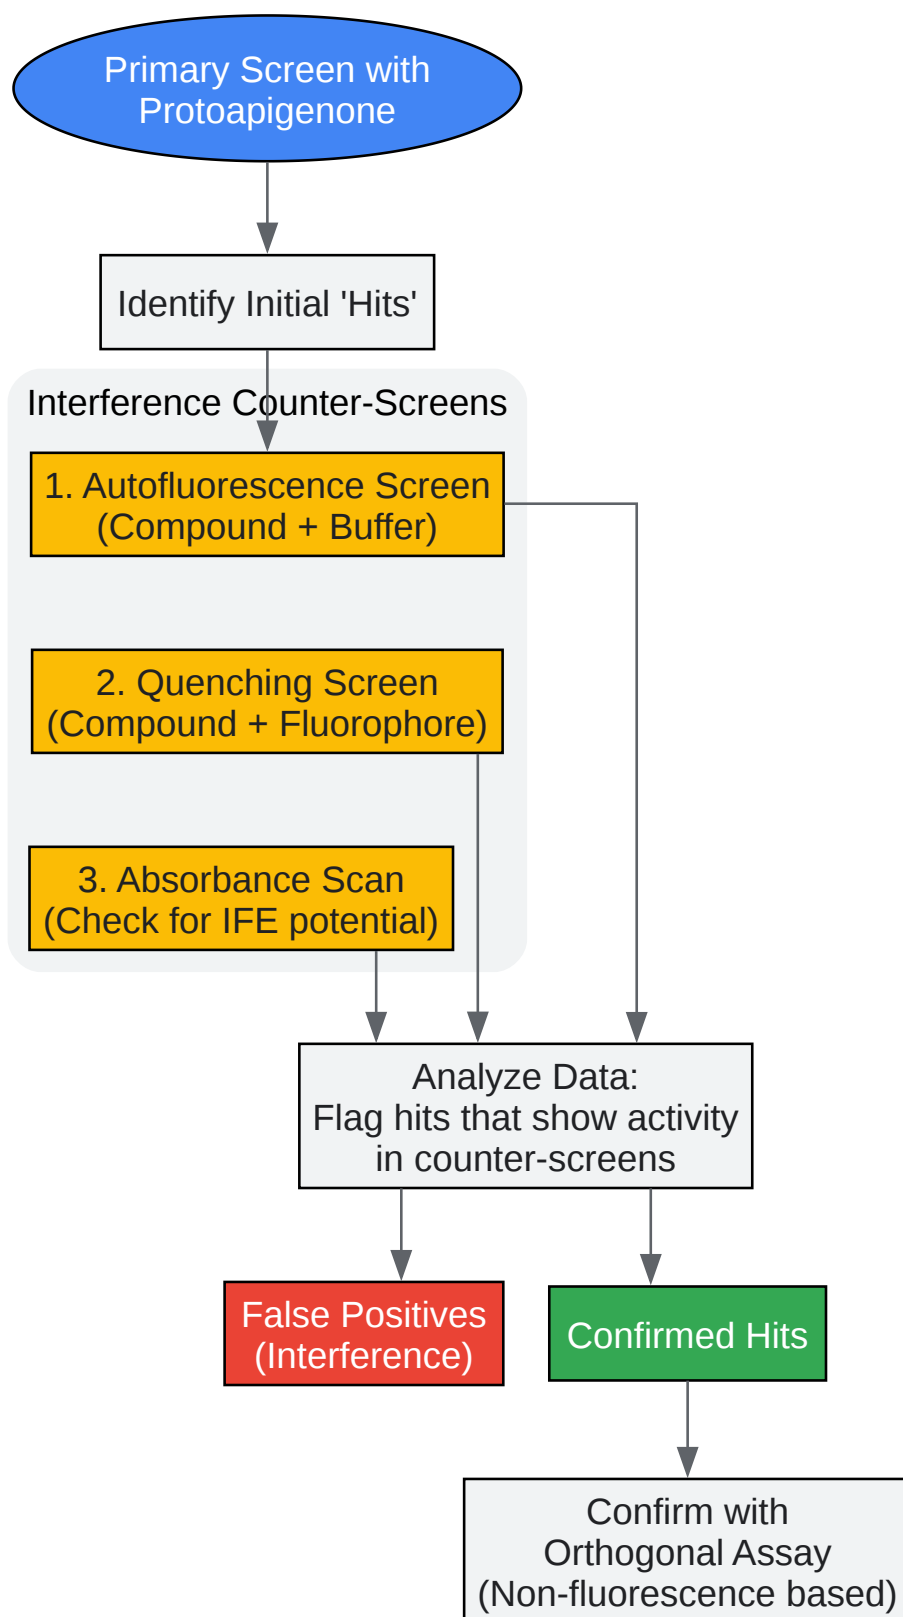 Primary Screen with
Protoapigenone
Identify Initial 'Hits'
Interference Counter-Screens
1. Autofluorescence Screen
(Compound + Buffer)
2. Quenching Screen
(Compound + Fluorophore)
3. Absorbance Scan
(Check for IFE potential)
Analyze Data:
Flag hits that show activity
in counter-screens
False Positives
(Interference)
Confirmed Hits
Confirm with
Orthogonal Assay
(Non-fluorescence based)